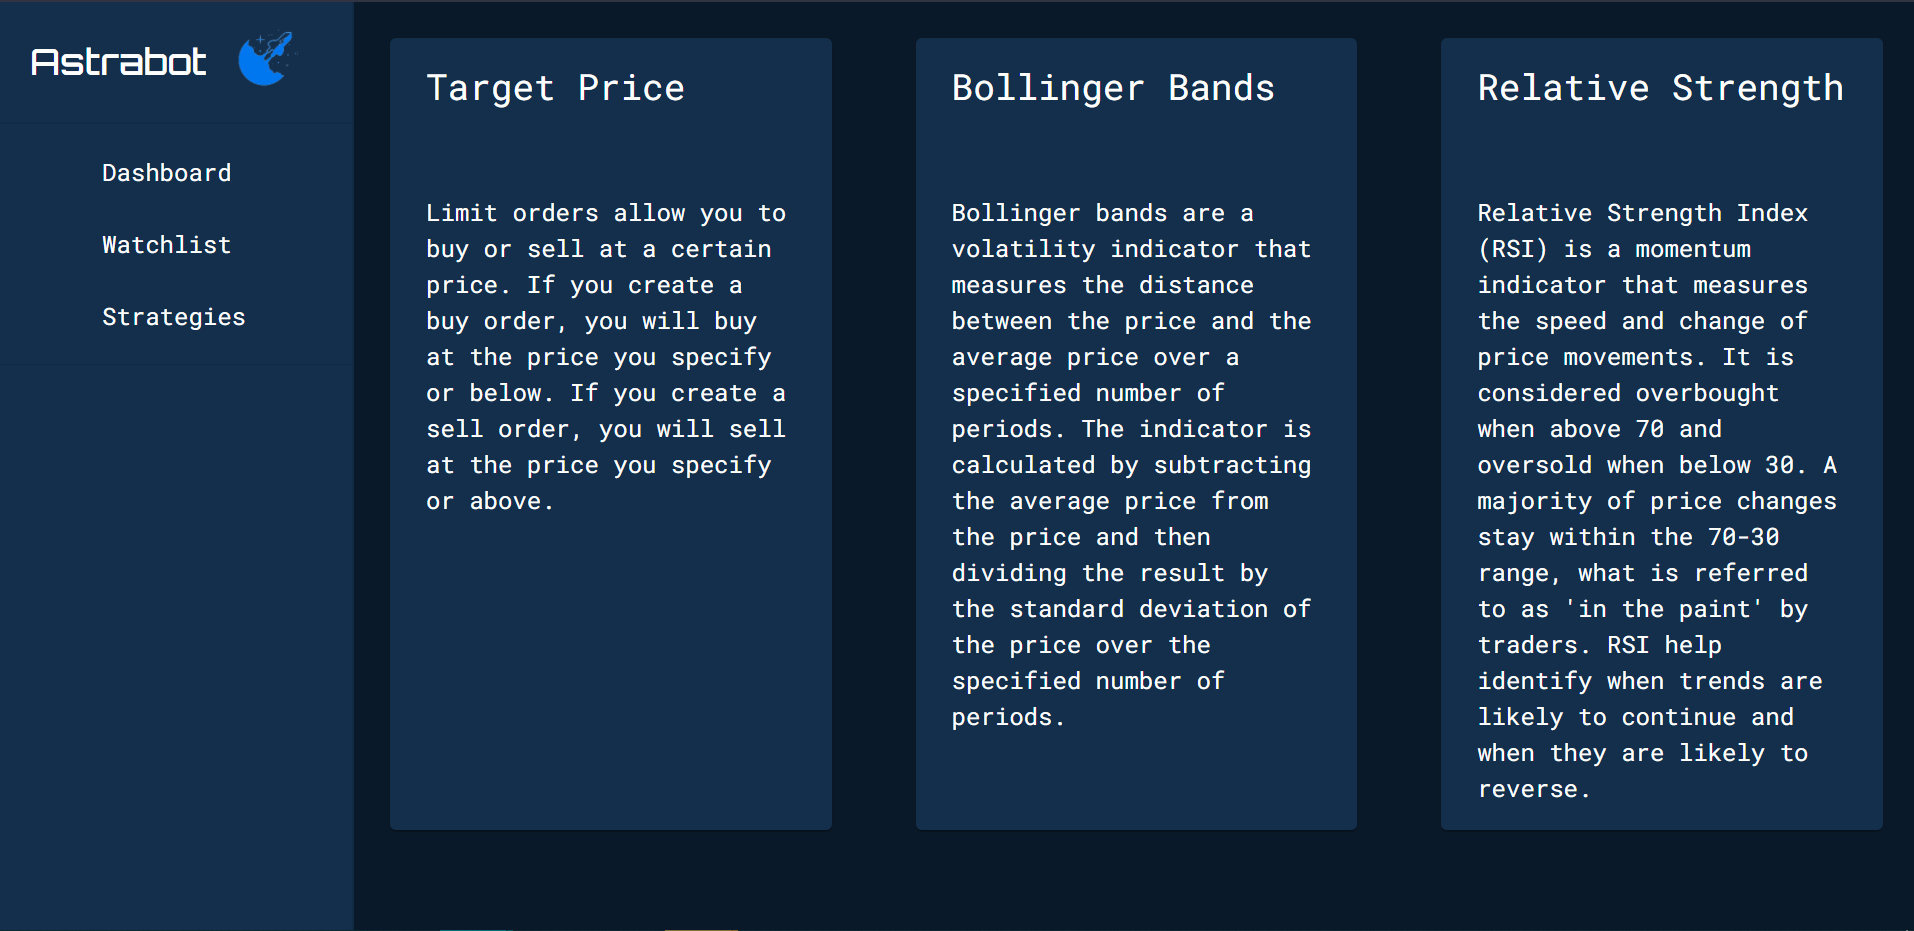 Astrabot
Dashboard
Watchlist
Strategies
Target Price
Limit orders allow you to
buy or sell at a certain
price. If you create a
buy order, you will buy
at the price you specify
or below. If you create a
sell order, you will sell
at the price you specify
or above.
Bollinger Bands
Bollinger bands are a
volatility indicator that
measures the distance
between the price and the
average price over a
specified number of
periods. The indicator is
calculated by subtracting
the average price from
the price and then
dividing the result by
the standard deviation of
the price over the
specified number of
periods.
Relative Strength
Relative Strength Index
(RSI) is a momentum
indicator that measures
the speed and change of
price movements. It is
considered overbought
when above 70 and
oversold when below 30. A
majority of price changes
stay within the 70-30
range, what is referred
to as 'in the paint' by
traders. RSI help
identify when trends are
likely to continue and
when they are likely to
reverse.